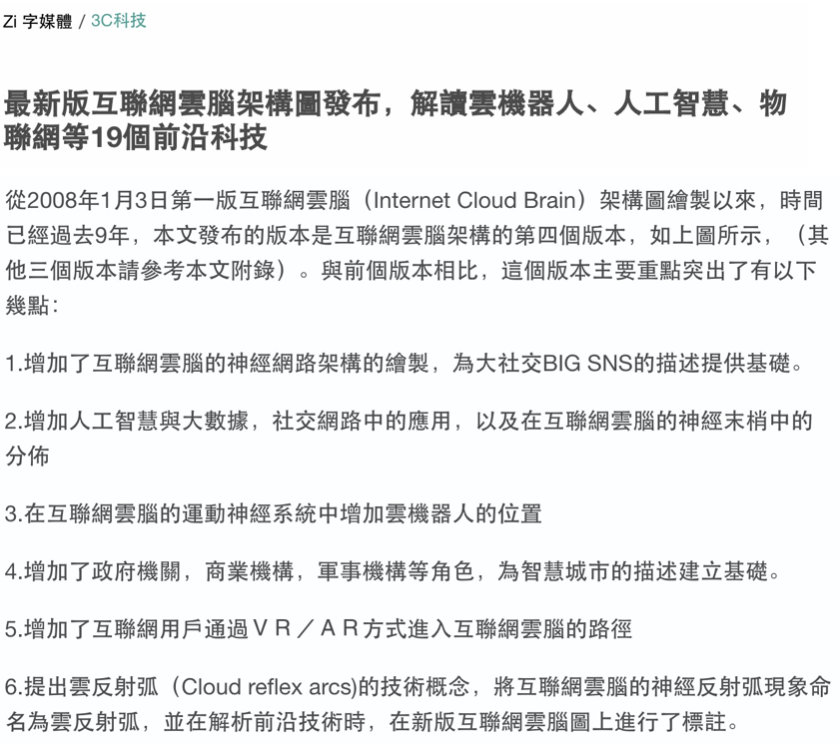 Zi 字媒體 / 3C科技
最新版互聯網雲腦架構圖發布，解讀雲機器人、人工智慧、物
聯網等19個前沿科技
從2008年1月3日第一版互聯網雲腦（Internet Cloud Brain）架構圖繪製以來，時間
已經過去9年，本文發布的版本是互聯網雲腦架構的第四個版本，如上圖所示，（其
他三個版本請參考本文附錄）。與前個版本相比，這個版本主要重點突出了有以下
幾點：
1.增加了互聯網雲腦的神經網路架構的繪製，為大社交BIG SNS的描述提供基礎。
2.增加人工智慧與大數據，社交網路中的應用，以及在互聯網雲腦的神經末梢中的
分佈
3.在互聯網雲腦的運動神經系統中增加雲機器人的位置
4.增加了政府機關，商業機構，軍事機構等角色，為智慧城市的描述建立基礎。
5.增加了互聯網用戶通過ＶＲ／ＡＲ方式進入互聯網雲腦的路徑
6.提出雲反射弧（Cloud reflex arcs)的技術概念，將互聯網雲腦的神經反射弧現象命
名為雲反射弧，並在解析前沿技術時，在新版互聯網雲腦圖上進行了標註。